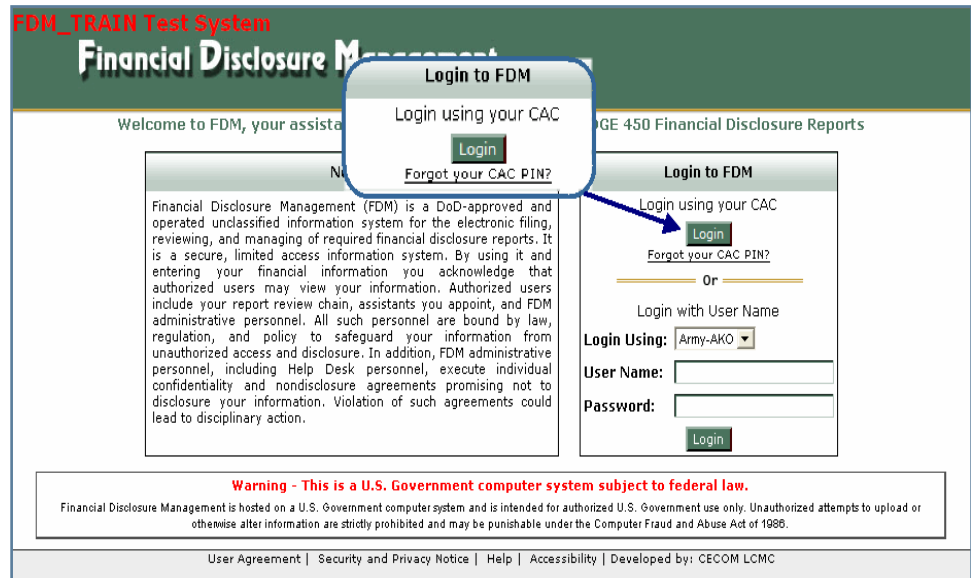 FDM_TRAIN Test System
Financial Disclosure Management
Login to FDM
Login using your CAC
Login
Forgot your CAC PIN?
Welcome to FDM, your assista
OGE 450 Financial Disclosure Reports
Financial Disclosure Management (FDM) is a DoD-approved and
operated unclassified information system for the electronic filing,
reviewing, and managing of required financial disclosure reports. It
is a secure, limited access information system. By using it and
entering your financial information you acknowledge that
authorized users may view your information. Authorized users
include your report review chain, assistants you appoint, and FDM
administrative personnel. All such personnel are bound by law,
regulation, and policy to safeguard your information from
unauthorized access and disclosure. In addition, FDM administrative
personnel, including Help Desk personnel, execute individual
confidentiality and nondisclosure agreements promising not to
disclosure your information. Violation of such agreements could
lead to disciplinary action.
Login to FDM
Login using your CAC
Login
Forgot your CAC PIN?
Or
Login with User Name
Login Using: Army-AKO
User Name:
Password:
Login
Warning - This is a U.S. Government computer system subject to federal law.
Financial Disclosure Management is hosted on a U.S. Government computer system and is intended for authorized U.S. Government use only. Unauthorized attempts to upload or
otherwise alter information are strictly prohibited and may be punishable under the Computer Fraud and Abuse Act of 1986.
User Agreement | Security and Privacy Notice | Help | Accessibility | Developed by: CECOM LCMC